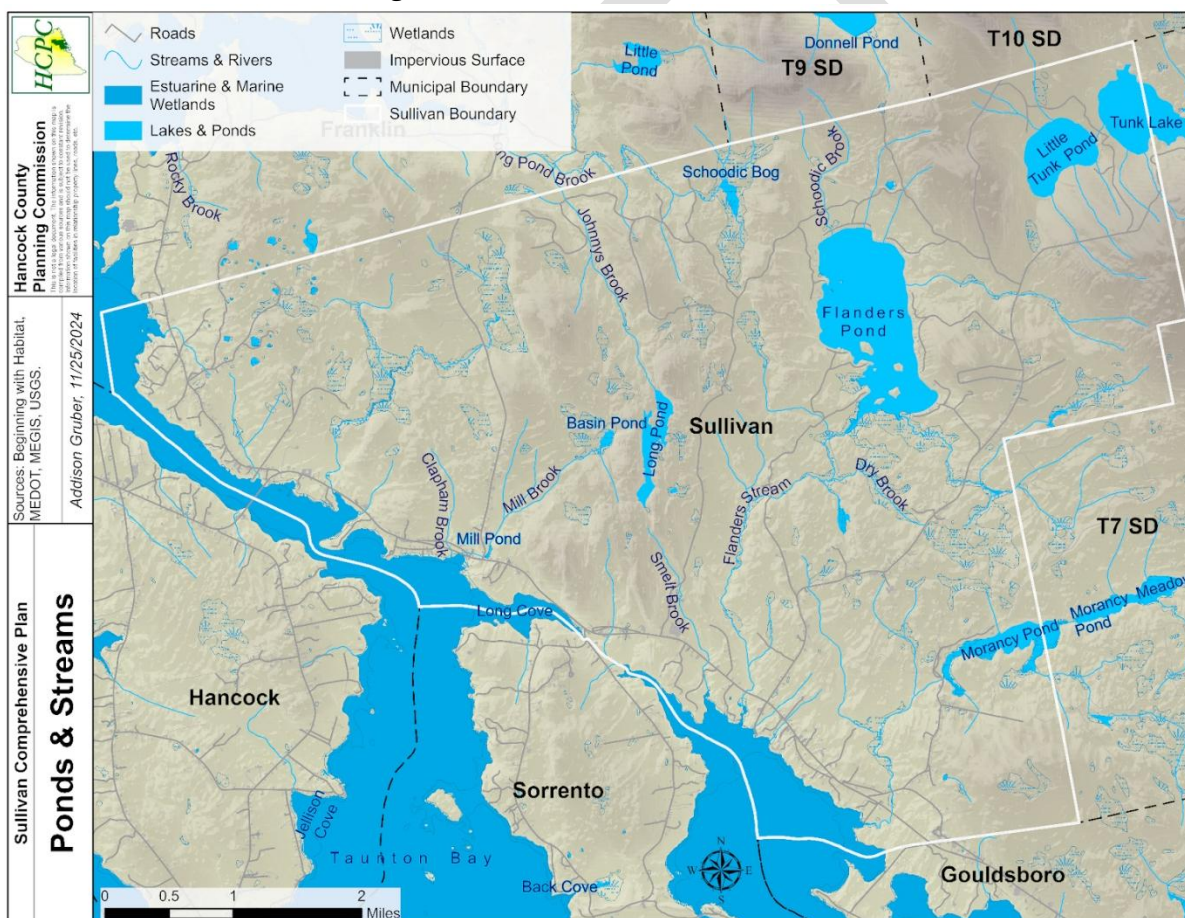 HCPC
Hancock County
Planning Commission
Sources: Beginning with Habitat,
MEDOT, MEGIS, USGS.
Addison Gruber, 11/25/2024
Sullivan Comprehensive Plan
Ponds & Streams
Roads
Streams & Rivers
Estuarine & Marine
Wetlands
Lakes & Ponds
Wetlands
Impervious Surface
Municipal Boundary
Sullivan Boundary
Franklin
Little
Pond
Donnell Pond
T9 SD
T10 SD
Tunk Lake
Little
Tunk Pond
Rocky Brook
Long Pond Brook
Schoodic Bog
Schoodic Brook
Johnnys Brook
Flanders
Pond
Basin Pond
Long Pond
Sullivan
Clapham Brook
Mill Brook
Mill Pond
Flanders Stream
Dry Brook
T7 SD
Smelt Brook
Long Cove
Morancy Pond
Morancy Meadow
Pond
Hancock
Sorrento
Jellison
Cove
Taunton Bay
Back Cove
Gouldsboro
N
W
E
S
0 0.5 1 2
Miles